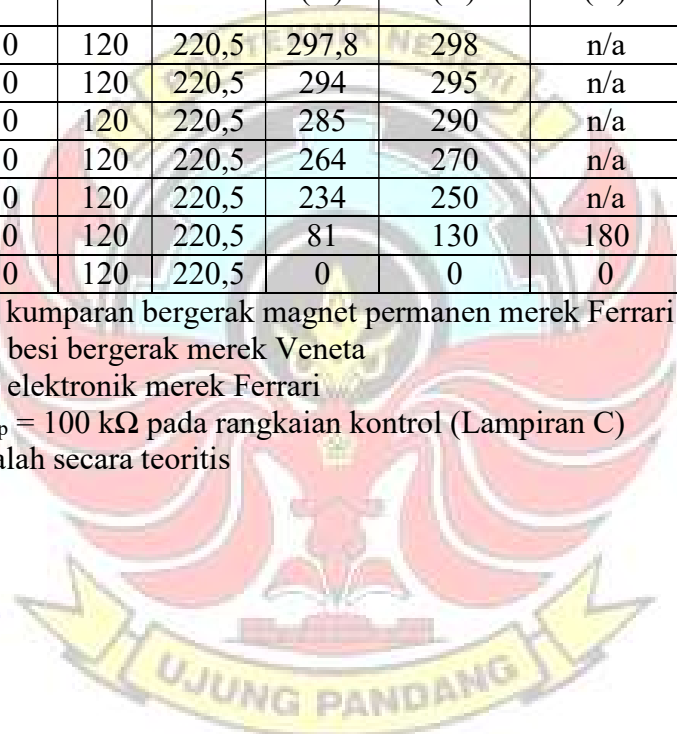 0 120 220,5 297,8 298 n/a
0 120 220,5 294 295 n/a
0 120 220,5 285 290 n/a
0 120 220,5 264 270 n/a
0 120 220,5 234 250 n/a
0 120 220,5 81 130 180
0 120 220,5 0 0 0
kumparan bergerak magnet permanen merek Ferrari
besi bergerak merek Veneta
elektronik merek Ferrari
p = 100 kΩ pada rangkaian kontrol (Lampiran C)
alah secara teoritis
UJUNG PANDANG